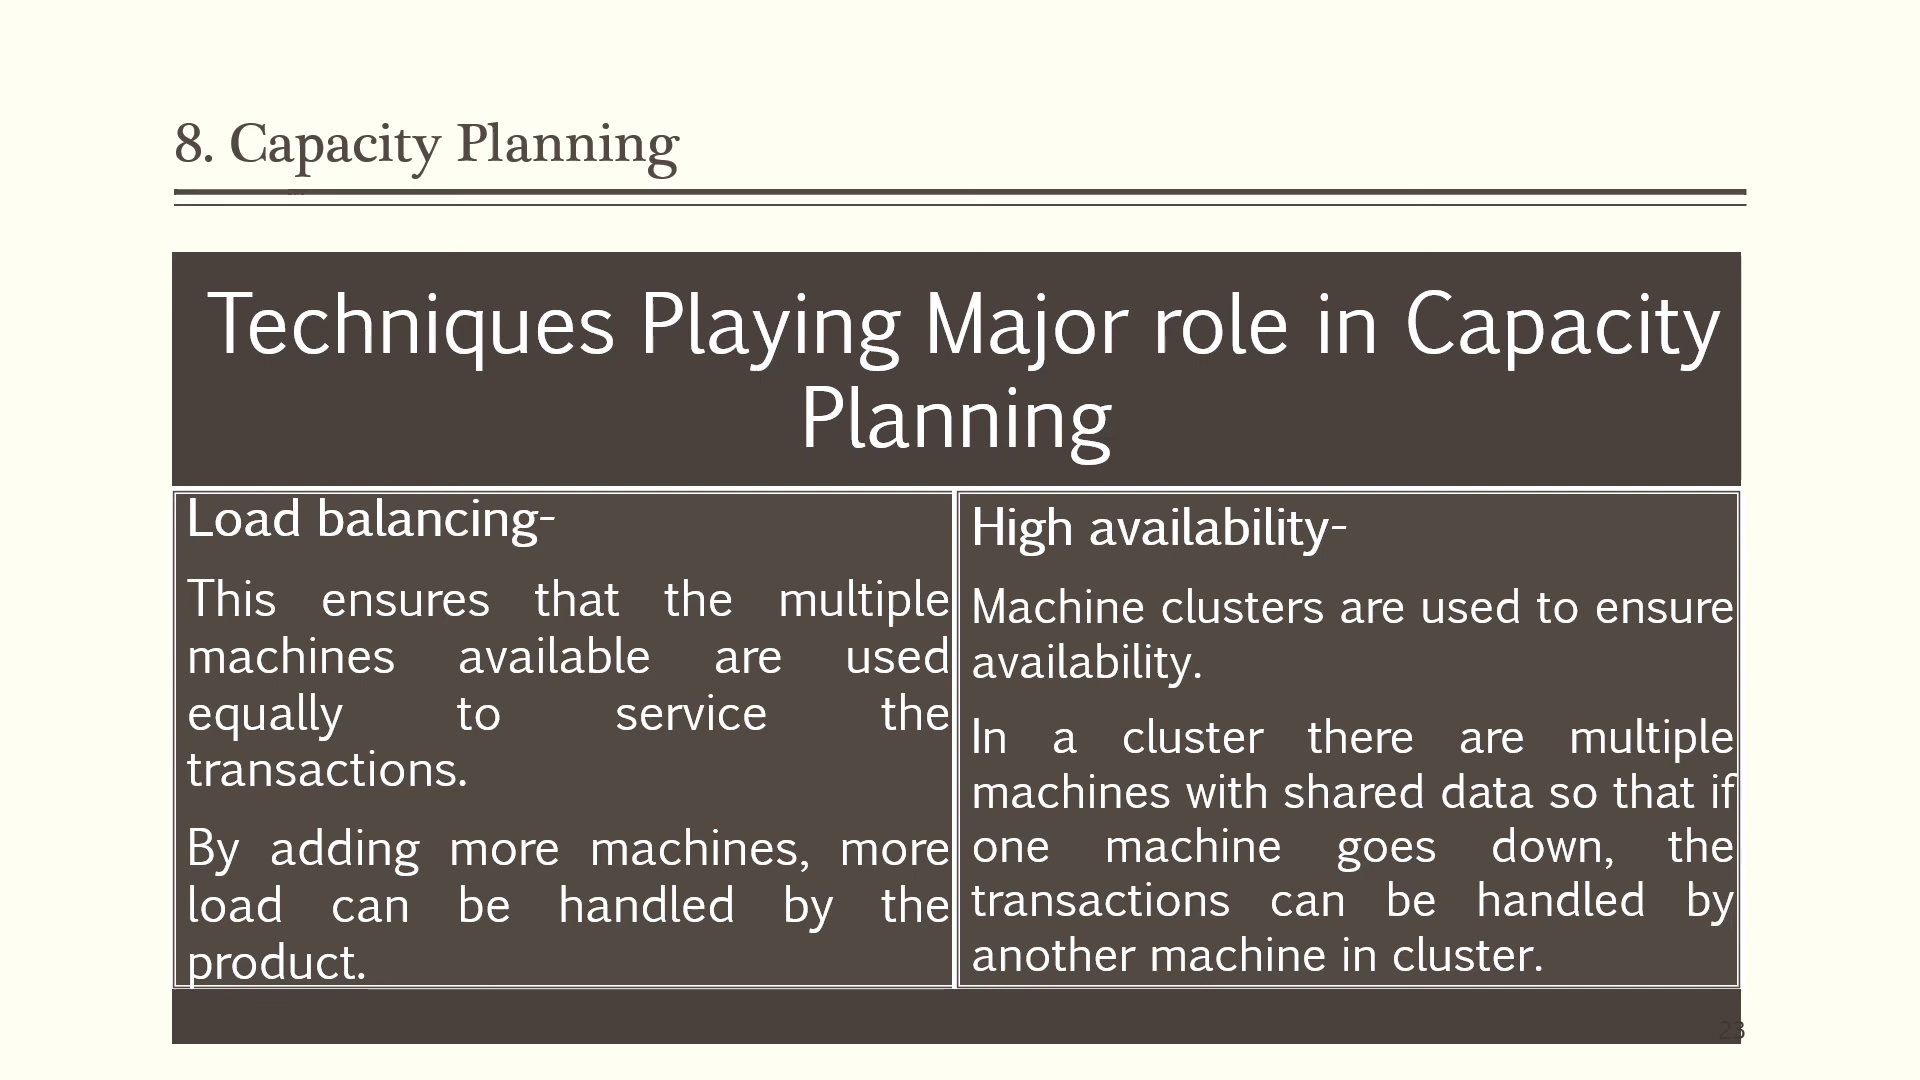 8. Capacity Planning
Techniques Playing Major role in Capacity
Planning
Load balancing-
This ensures that the multiple
machines available are used
equally to service the
transactions.
By adding more machines, more
load can be handled by the
product.
High availability-
Machine clusters are used to ensure
availability.
In a cluster there are multiple
machines with shared data so that if
one machine goes down, the
transactions can be handled by
another machine in cluster.
23